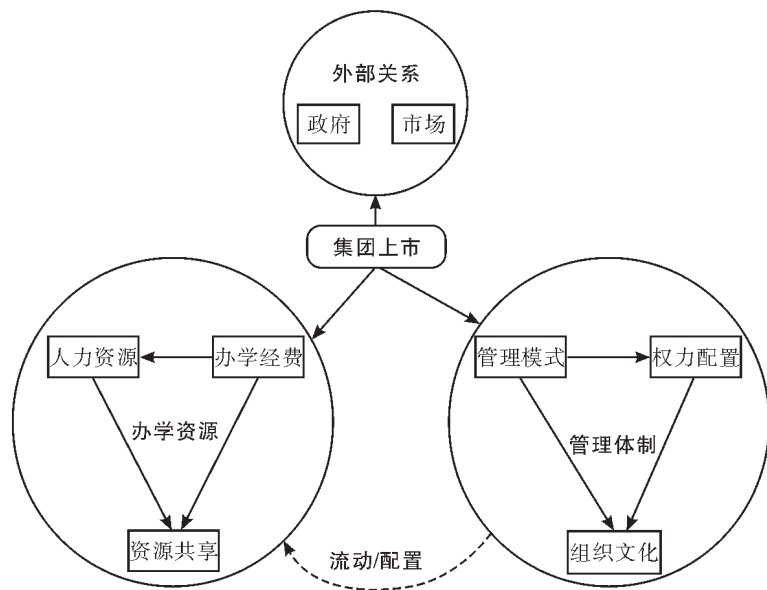 外部关系
政府 市场
集团上市
人力资源 办学经费
办学资源
资源共享
管理模式 权力配置
管理体制
组织文化
流动/配置